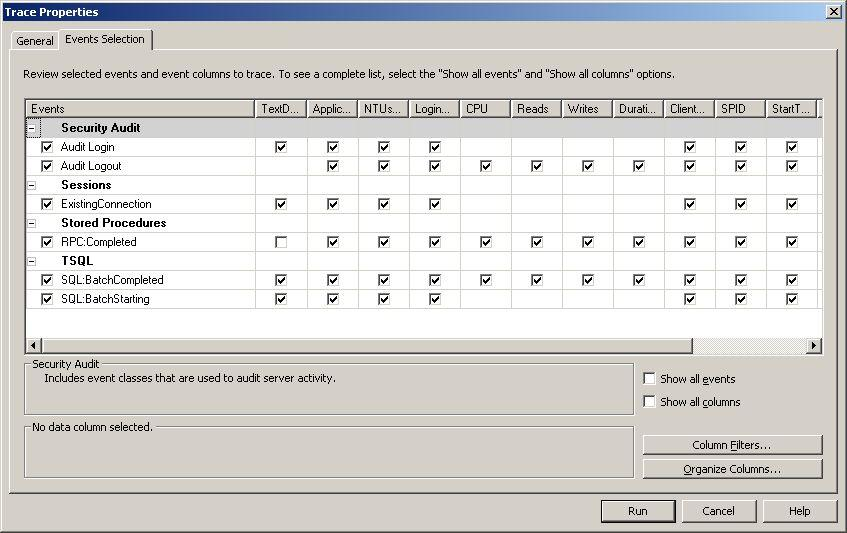 Trace Properties
General Events Selection
Review selected events and event columns to trace. To see a complete list, select the "Show all events" and "Show all columns" options.
Events TextD... Applic... NTUs... Login... CPU Reads Writes Durati... Client... SPID StartT...
Security Audit
Audit Login
Audit Logout
Sessions
ExistingConnection
Stored Procedures
RPC:Completed
TSQL
SQL:BatchCompleted
SQL:BatchStarting
Security Audit
Includes event classes that are used to audit server activity.
Show all events
Show all columns
No data column selected.
Column Filters...
Organize Columns...
Run Cancel Help